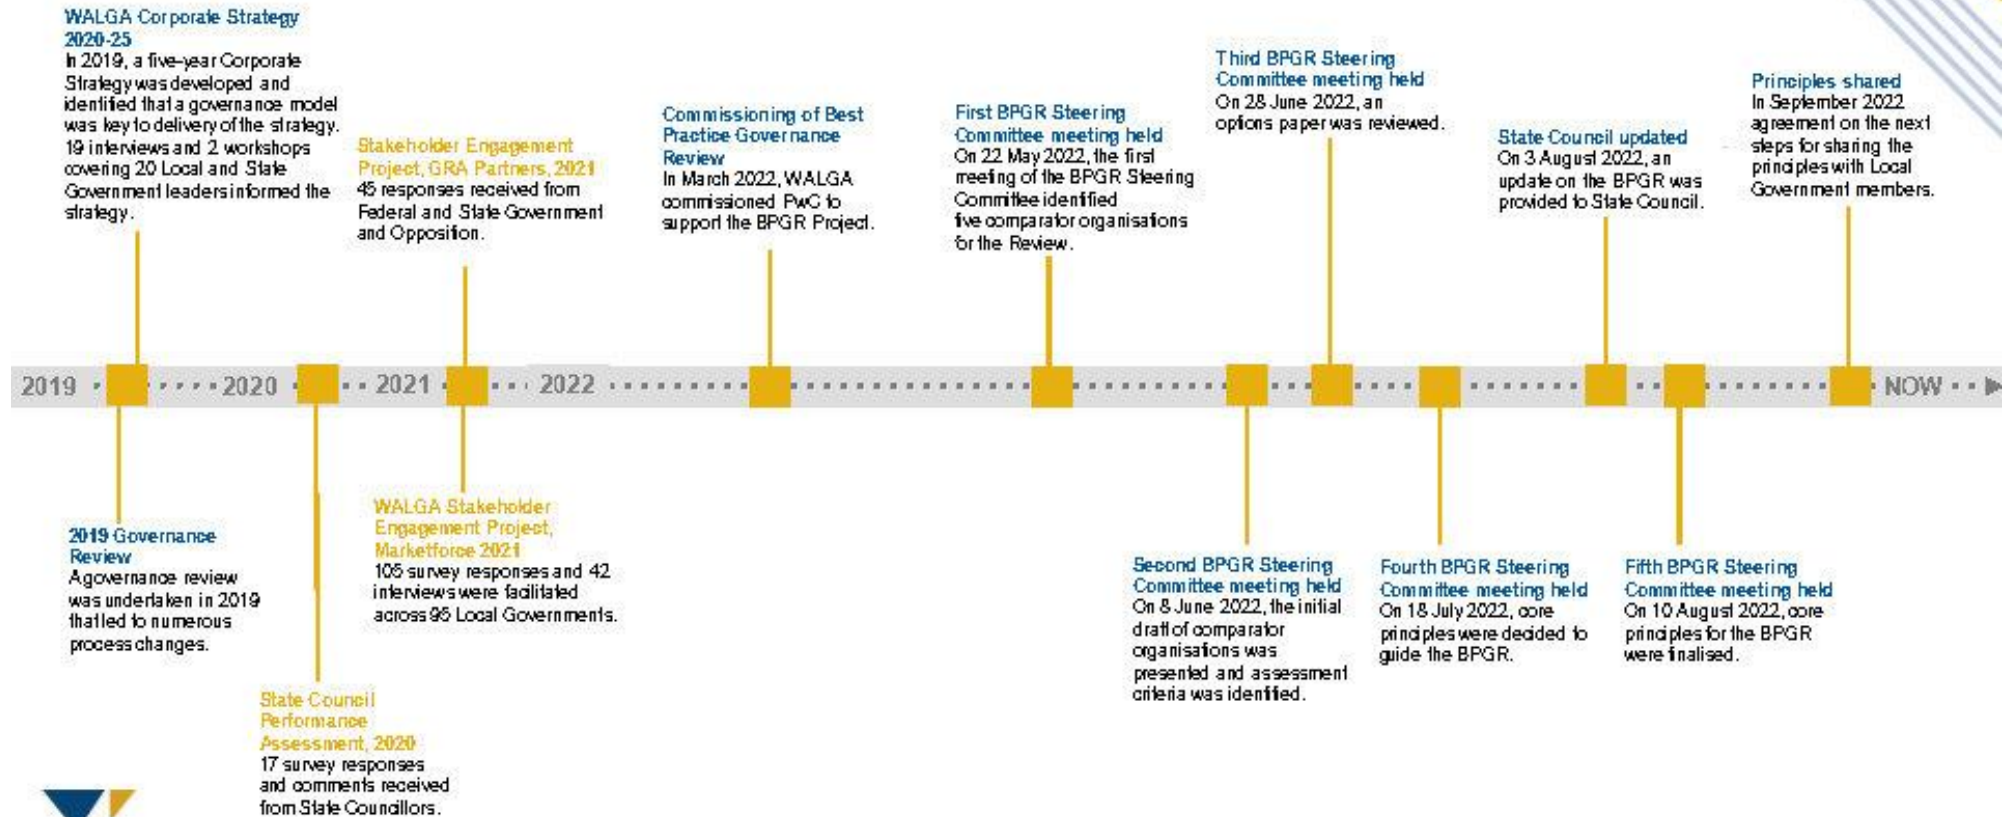 WALGA Corporate Strategy
2020-25
In 2019, a five-year Corporate
Strategy was developed and
identified that a governance model
was key to delivery of the strategy.
19 interviews and 2 workshops
covering 20 Local and State
Government leaders informed the
strategy.
Stakeholder Engagement
Project, GRA Partners, 2021
45 responses received from
Federal and State Government
and Opposition.
Commissioning of Best
Practice Governance
Review
In March 2022, WALGA
commissioned PwC to
support the BPGR Project.
First BPGR Steering
Committee meeting held
On 22 May 2022, the first
meeting of the BPGR Steering
Committee identified
five comparator organisations
for the Review.
Third BPGR Steering
Committee meeting held
On 28 June 2022, an
options paper was reviewed.
State Council updated
On 3 August 2022, an
update on the BPGR was
provided to State Council.
Principles shared
In September 2022
agreement on the next
steps for sharing the
principles with Local
Government members.
2019 2020 2021 2022 NOW
2019 Governance
Review
A governance review
was undertaken in 2019
that led to numerous
process changes.
State Council
Performance
Assessment, 2020
17 survey responses
and comments received
from State Councillors.
WALGA Stakeholder
Engagement Project,
Marketforce 2021
105 survey responses and 42
interviews were facilitated
across 95 Local Governments.
Second BPGR Steering
Committee meeting held
On 8 June 2022, the initial
draft of comparator
organisations was
presented and assessment
criteria was identified.
Fourth BPGR Steering
Committee meeting held
On 18 July 2022, core
principles were decided to
guide the BPGR.
Fifth BPGR Steering
Committee meeting held
On 10 August 2022, core
principles for the BPGR
were finalised.